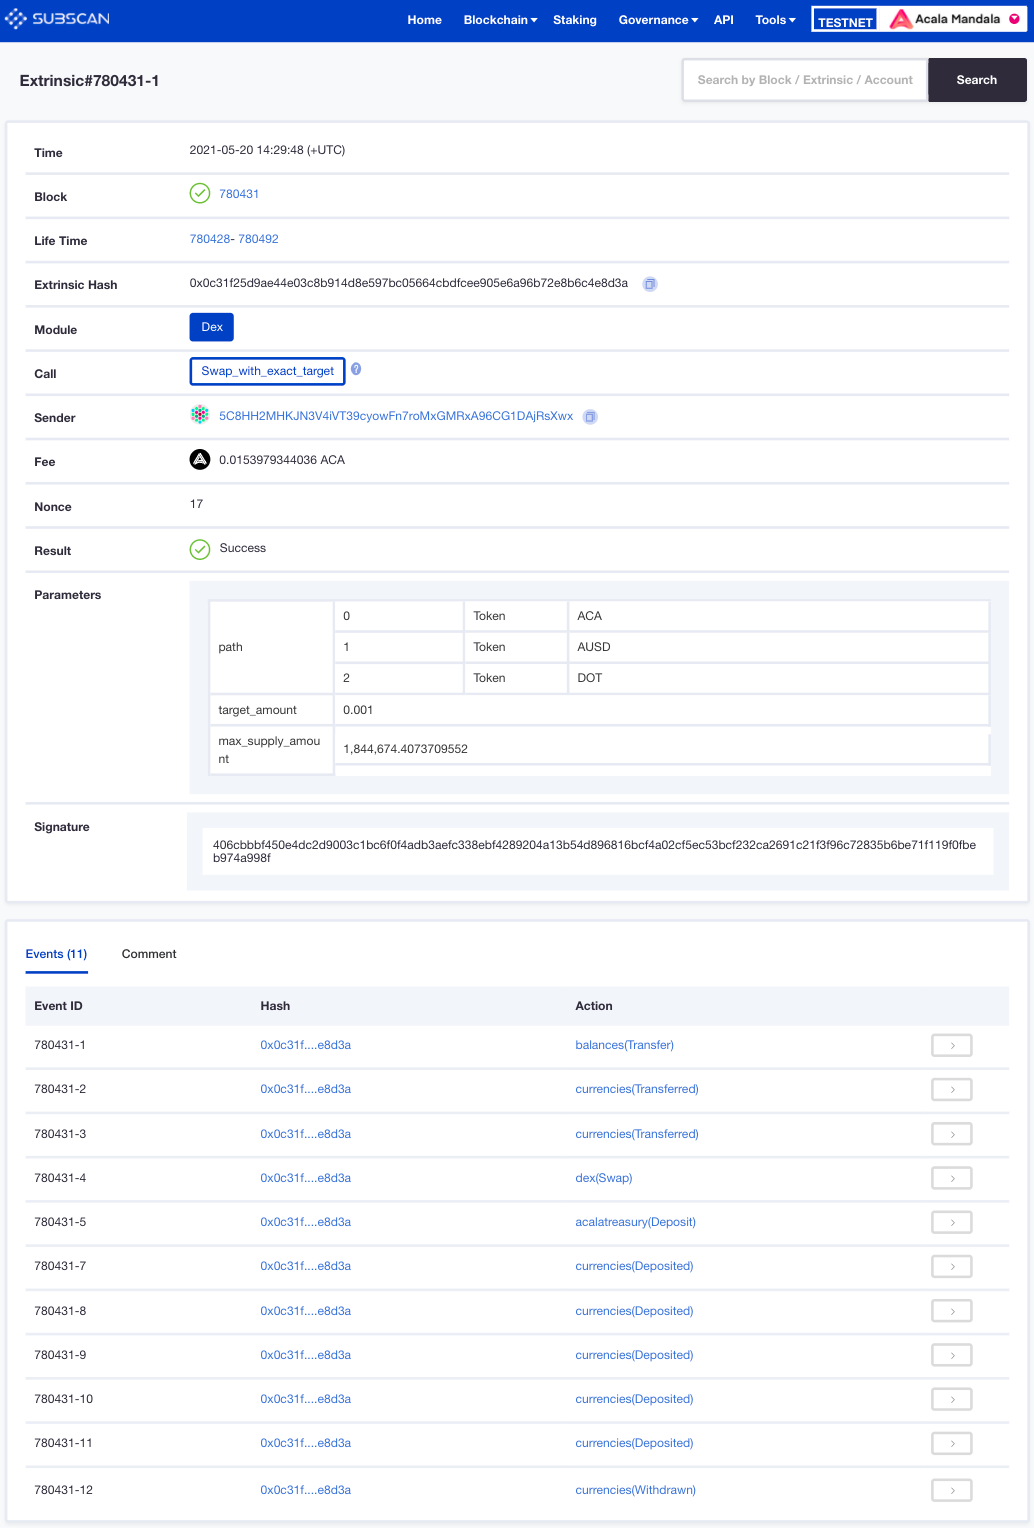 SUBSCAN
Home Blockchain Staking Governance API Tools TESTNET Acala Mandala
Extrinsic#780431-1
Search by Block / Extrinsic / Account Search
Time 2021-05-20 14:29:48 (+UTC)
Block 780431
Life Time 780428- 780492
Extrinsic Hash 0x0c31f25d9ae44e03c8b914d8e597bc05664cbdfcee905e6a96b72e8b6c4e8d3a
Module Dex
Call Swap_with_exact_target ?
Sender 5C8HH2MHKJN3V4iVT39cyowFn7roMxGMRxA96CG1DAjRsXwx
Fee 0.0153979344036 ACA
Nonce 17
Result Success
Parameters
0 Token ACA
path 1 Token AUSD
2 Token DOT
target_amount 0.001
max_supply_amou
nt 1,844,674.4073709552
Signature
406cbbbf450e4dc2d9003c1bc6f0f4adb3aefc338ebf4289204a13b54d896816bcf4a02cf5ec53bcf232ca2691c21f3f96c72835b6be71f119f0fbe
b974a998f
Events (11) Comment
Event ID Hash Action
780431-1 0x0c31f....e8d3a balances(Transfer)
780431-2 0x0c31f....e8d3a currencies(Transferred)
780431-3 0x0c31f....e8d3a currencies(Transferred)
780431-4 0x0c31f....e8d3a dex(Swap)
780431-5 0x0c31f....e8d3a acalatreasury(Deposit)
780431-7 0x0c31f....e8d3a currencies(Deposited)
780431-8 0x0c31f....e8d3a currencies(Deposited)
780431-9 0x0c31f....e8d3a currencies(Deposited)
780431-10 0x0c31f....e8d3a currencies(Deposited)
780431-11 0x0c31f....e8d3a currencies(Deposited)
780431-12 0x0c31f....e8d3a currencies(Withdrawn)